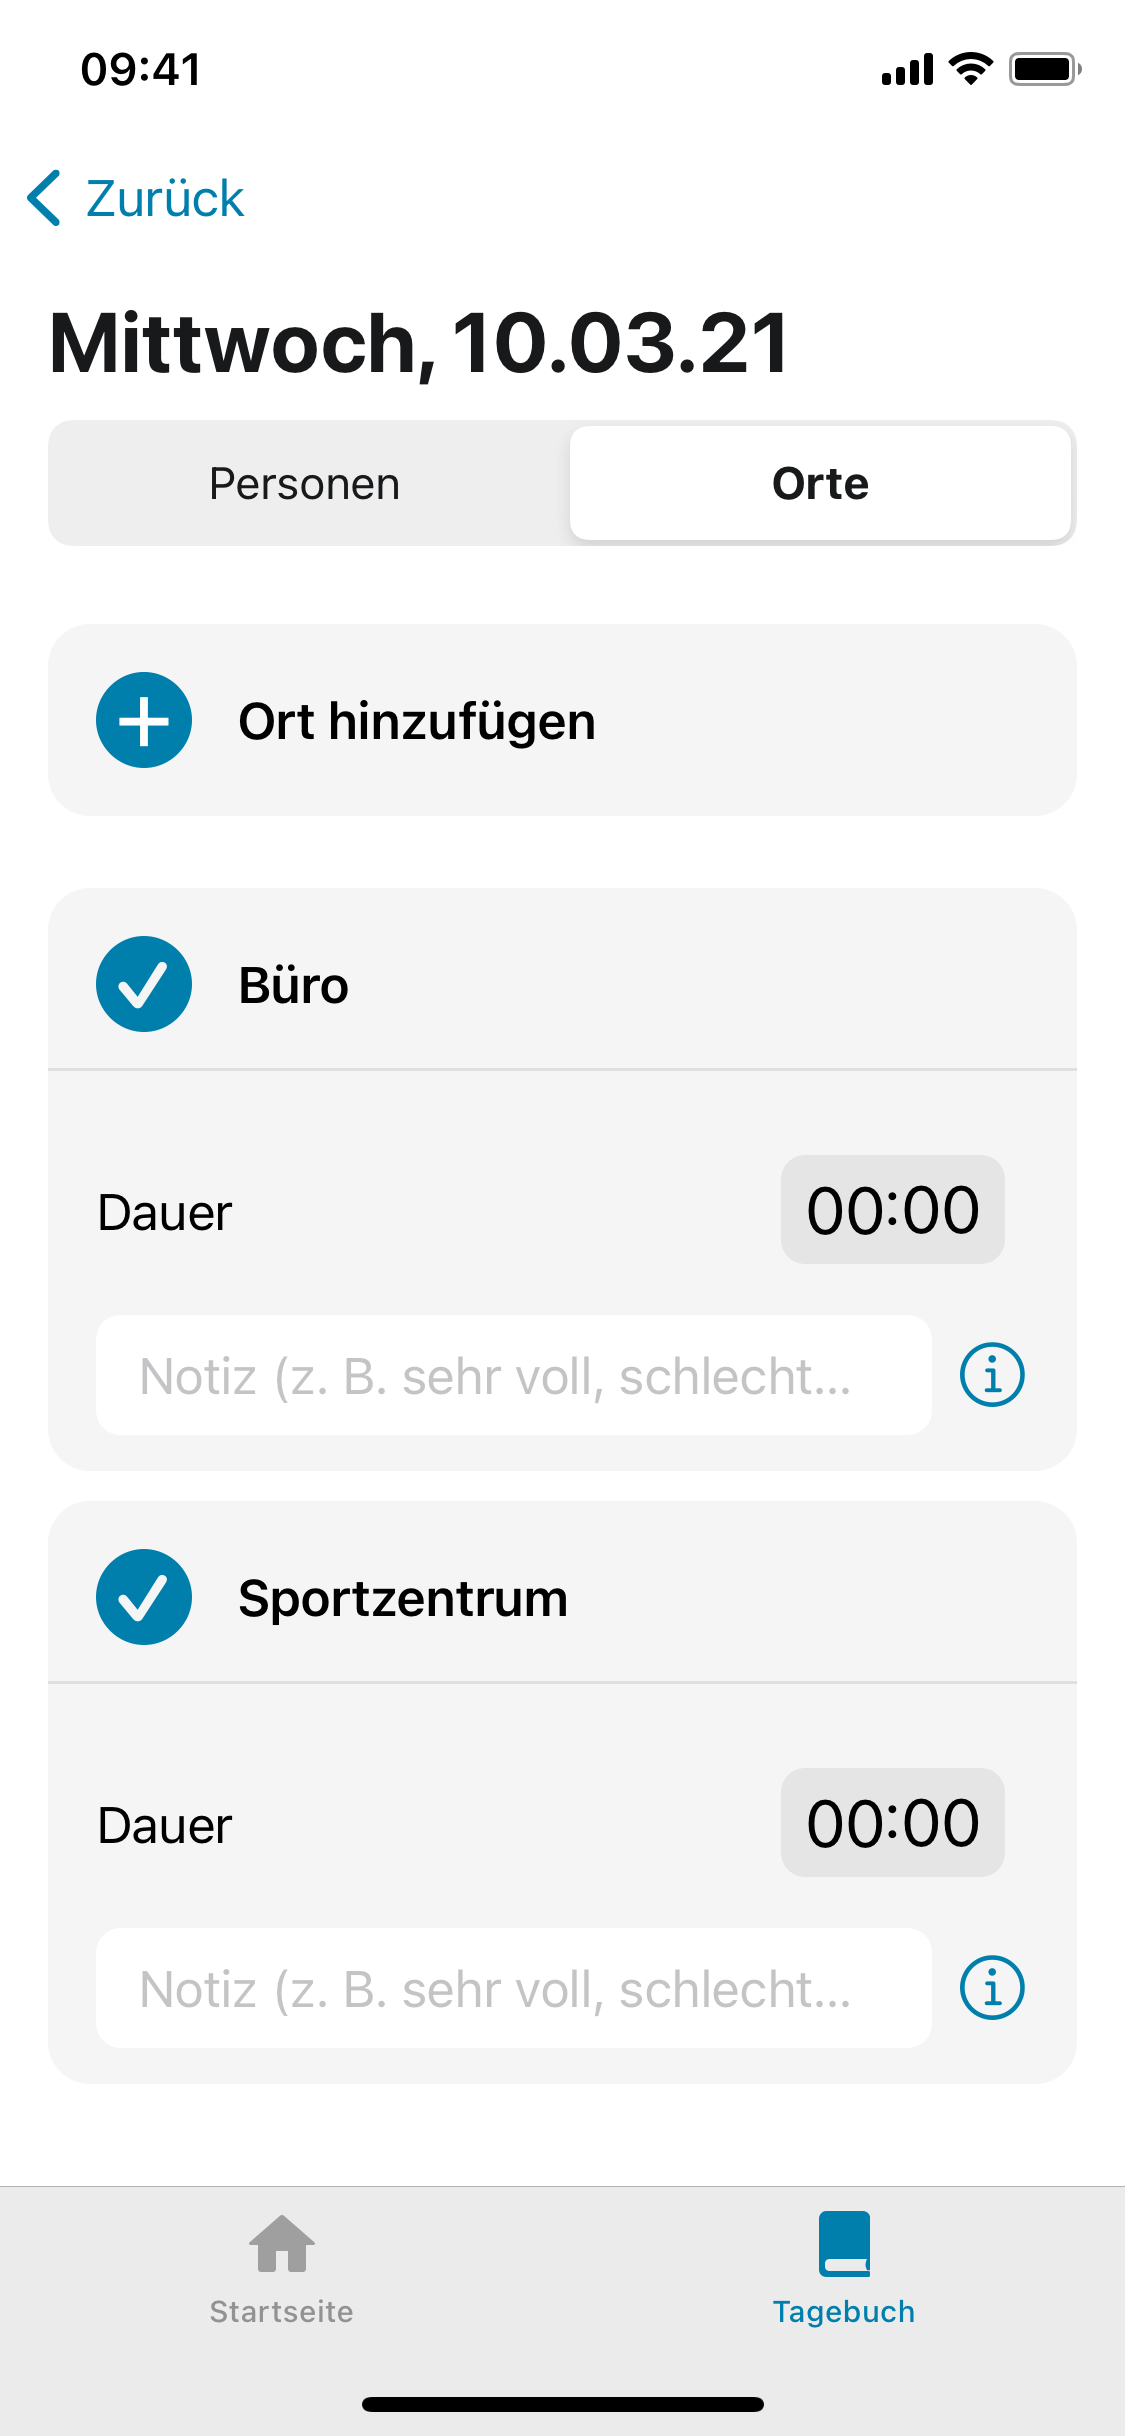 09:41
Zurück
Mittwoch, 10.03.21
Personen
Orte
Ort hinzufügen
Büro
Dauer
00:00
Notiz (z. B. sehr voll, schlecht...
Sportzentrum
Dauer
00:00
Notiz (z. B. sehr voll, schlecht...
Startseite
Tagebuch